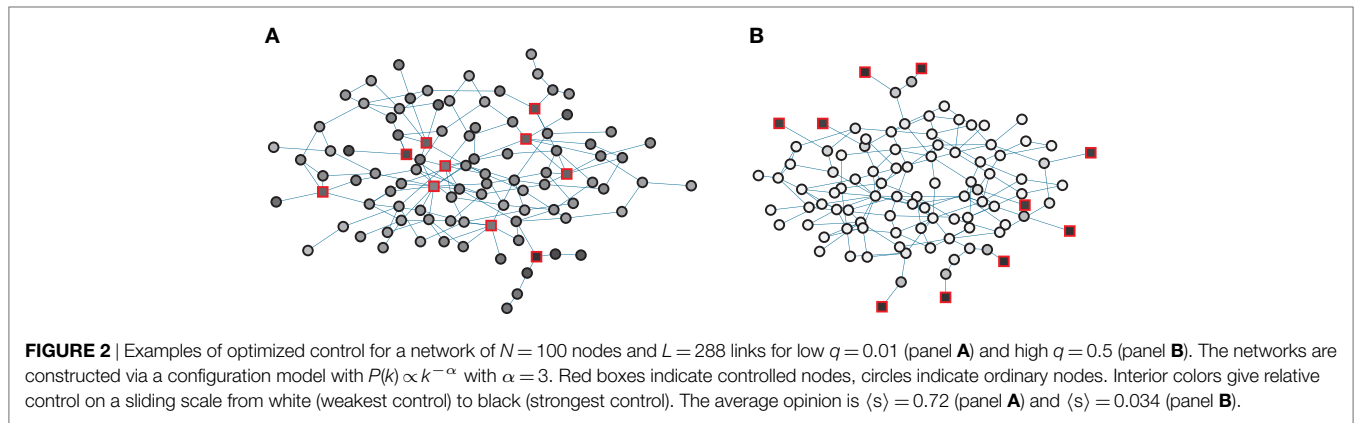 A
B
FIGURE 2 | Examples of optimized control for a network of N = 100 nodes and L = 288 links for low q = 0.01 (panel A) and high q = 0.5 (panel B). The networks are
constructed via a configuration model with P(k) ∝ k^−α with α = 3. Red boxes indicate controlled nodes, circles indicate ordinary nodes. Interior colors give relative
control on a sliding scale from white (weakest control) to black (strongest control). The average opinion is ⟨s⟩ = 0.72 (panel A) and ⟨s⟩ = 0.034 (panel B).